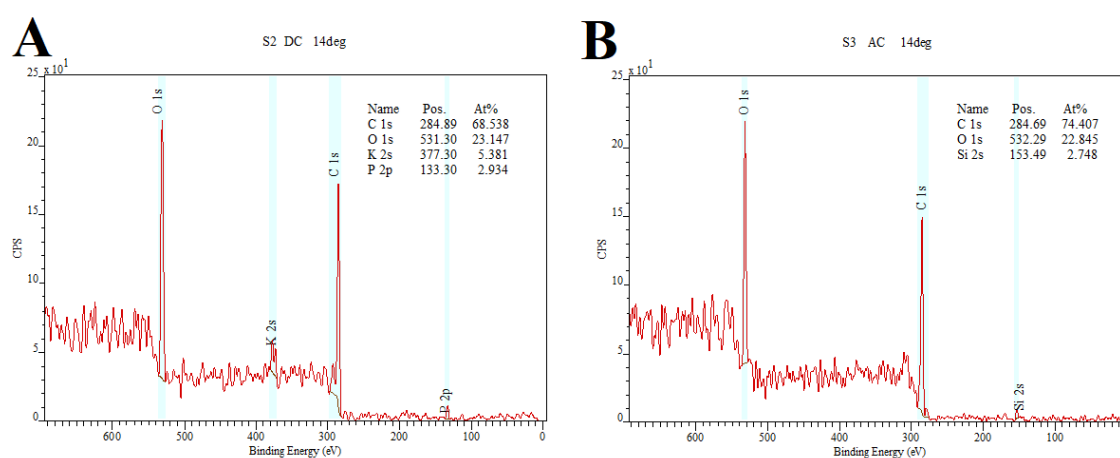 A
S2 DC 14deg
x 10¹
25
20
15
10
5
0
CPS
O 1s
K 2s
C 1s
P 2p
Name Pos. At%
C 1s 284.89 68.538
O 1s 531.30 23.147
K 2s 377.30 5.381
P 2p 133.30 2.934
600 500 400 300 200 100 0
Binding Energy (eV)
B
S3 AC 14deg
x 10¹
25
20
15
10
5
0
CPS
O 1s
C 1s
Si 2s
Name Pos. At%
C 1s 284.69 74.407
O 1s 532.29 22.845
Si 2s 153.49 2.748
600 500 400 300 200 100
Binding Energy (eV)